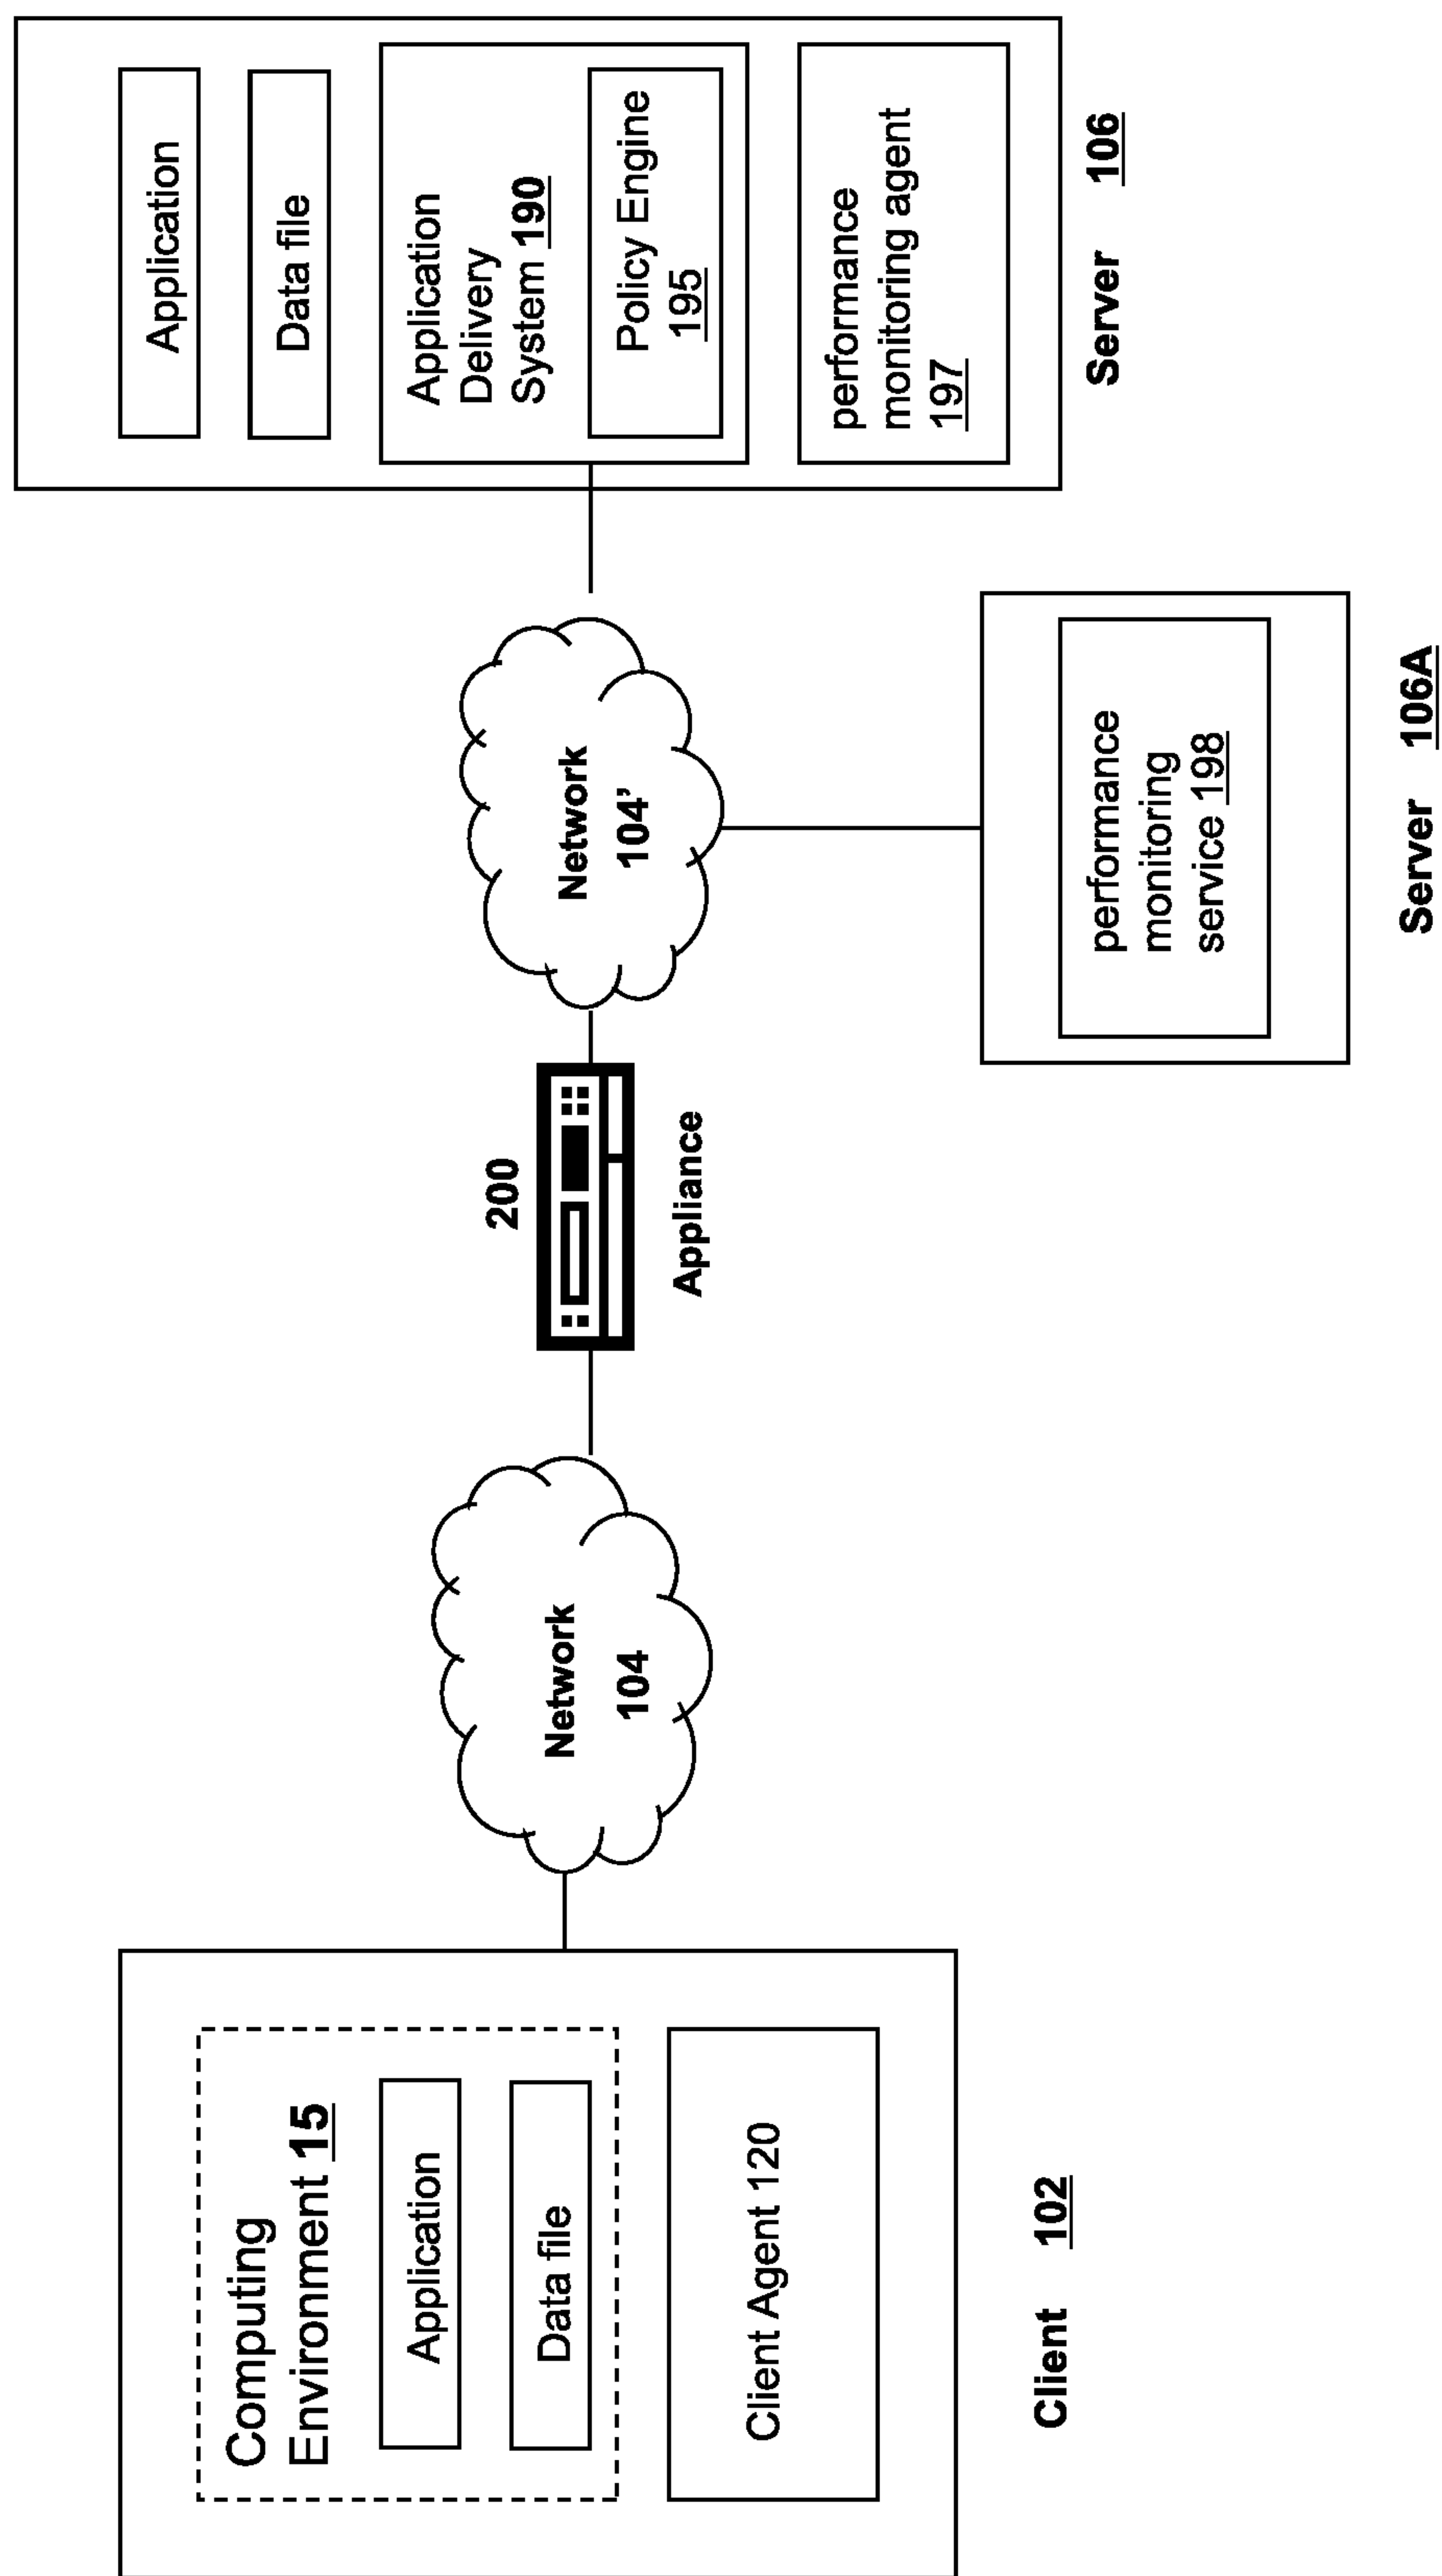 Computing
Environment 15
Application
Data file
Client Agent 120
Client 102
Network
104
200
Appliance
Network
104’
performance
monitoring
service 198
Server 106A
Application
Data file
Application
Delivery
System 190
Policy Engine
195
performance
monitoring agent
197
Server 106